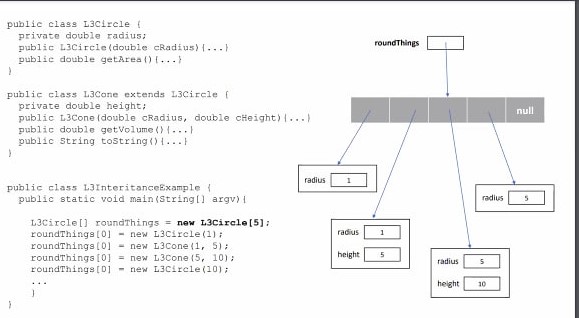 public class L3Circle {
private double radius;
public L3Circle(double cRadius){...}
public double getArea(){...}
}
public class L3Cone extends L3Circle {
private double height;
public L3Cone(double cRadius, double cHeight){...}
public double getVolume(){...}
public String toString(){...}
}
public class L3InteritanceExample {
public static void main(String[] argv){
L3Circle[] roundThings = new L3Circle[5];
roundThings[0] = new L3Circle(1);
roundThings[0] = new L3Cone(1, 5);
roundThings[0] = new L3Cone(5, 10);
roundThings[0] = new L3Circle(10);
...
}
}
roundThings
null
radius 1
radius 5
radius 1
height 5
radius 5
height 10